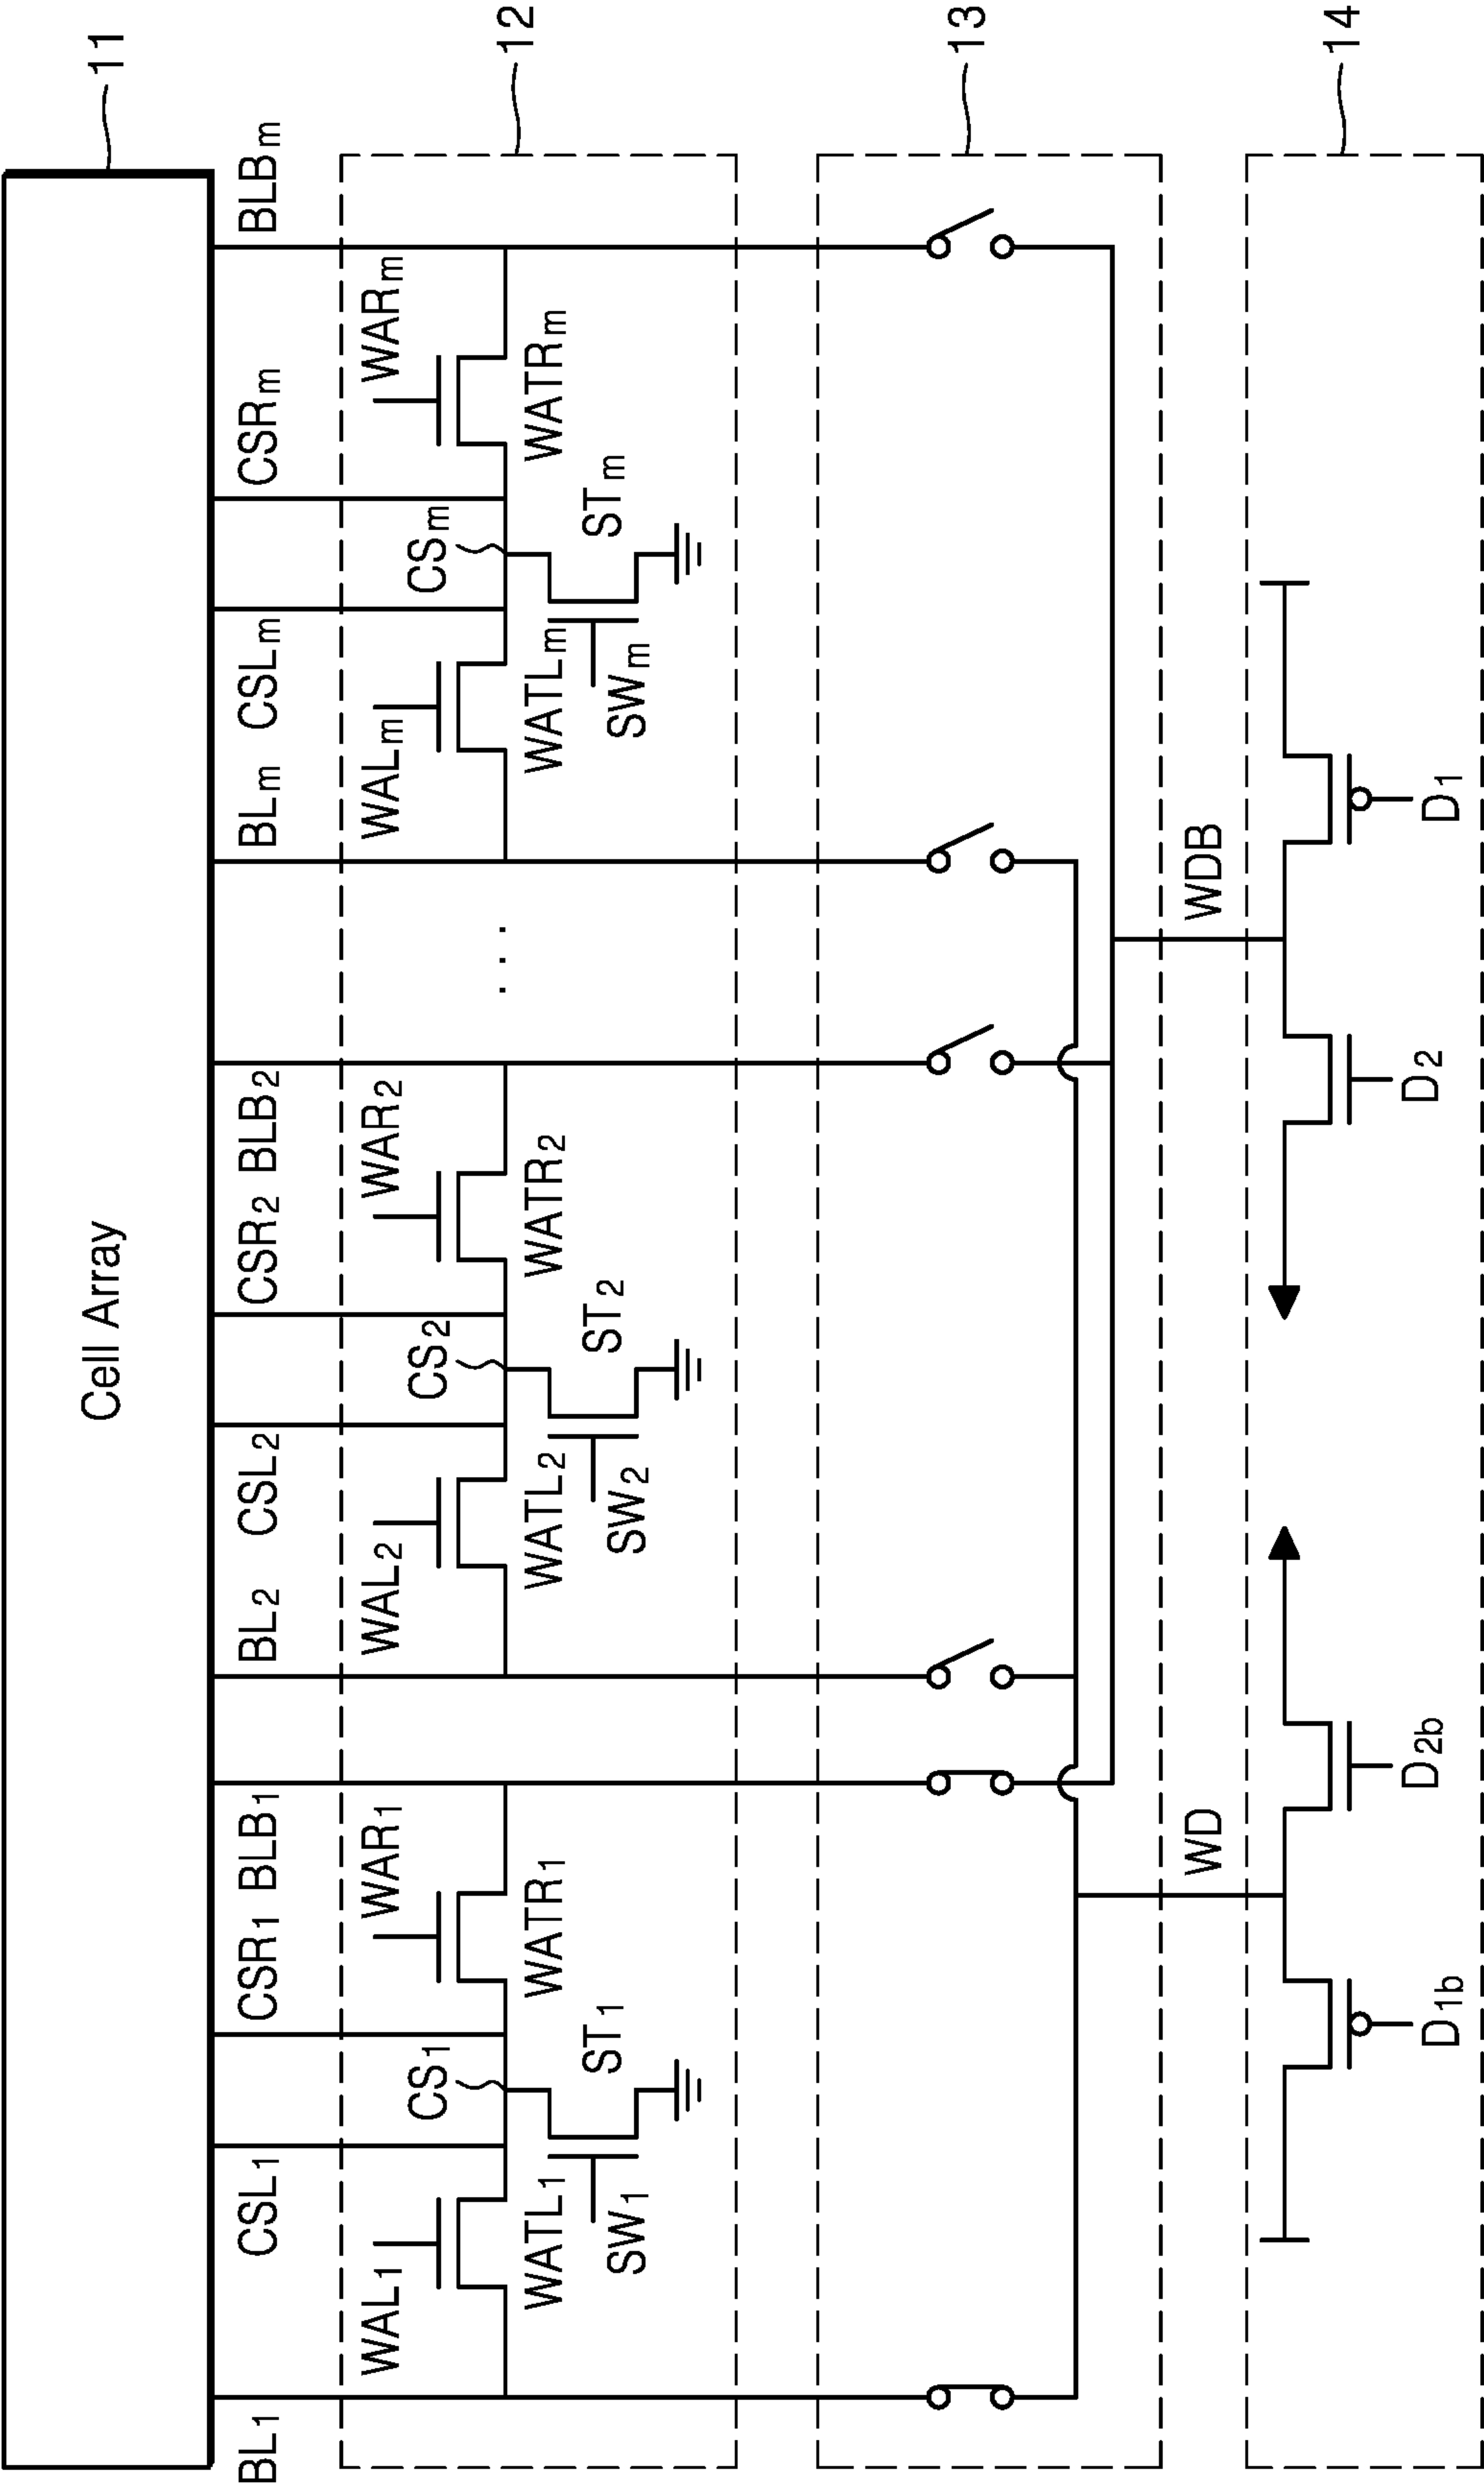 Cell Array
11
BL1
CSL1
CSR1
BLB1
BL2
CSL2
CSR2
BLB2
BLm
CSLm
CSRm
BLBm
12
WAL1
WAR1
WAL2
WAR2
WALm
WARm
CS1
CS2
CSm
WATL1
WATR1
WATL2
WATR2
. . .
WATLm
WATRm
SW1
ST1
SW2
ST2
SWm
STm
13
WD
WDB
14
D1b
D2b
D2
D1